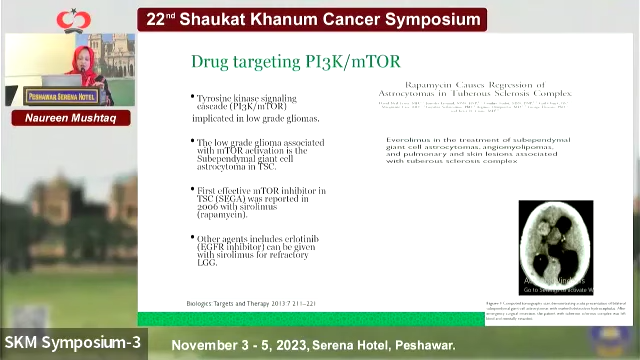 22nd Shaukat Khanum Cancer Symposium
Drug targeting PI3K/mTOR
• Tyrosine kinase signaling
cascade (PI3K/mTOR)
implicated in low grade gliomas.
• The low grade glioma associated
with mTOR activation is the
Subependymal giant cell
astrocytoma in TSC.
• First effective mTOR inhibitor in
TSC (SEGA) was reported in
2006 with sirolimus
(rapamycin).
• Other agents includes erlotinib
(EGFR inhibitor) can be given
with sirolimus for refractory
LGG.
Biologics: Targets and Therapy 2013:7 211–221
Rapamycin Causes Regression of
Astrocytomas in Tuberous Sclerosis Complex
Everolimus in the treatment of subependymal
giant cell astrocytomas, angiomyolipomas,
and pulmonary and skin lesions associated
with tuberous sclerosis complex
Go to Settings to activate W
PESHAWAR SERENA HOTEL
Naureen Mushtaq
SKM Symposium-3
November 3 - 5, 2023, Serena Hotel, Peshawar.